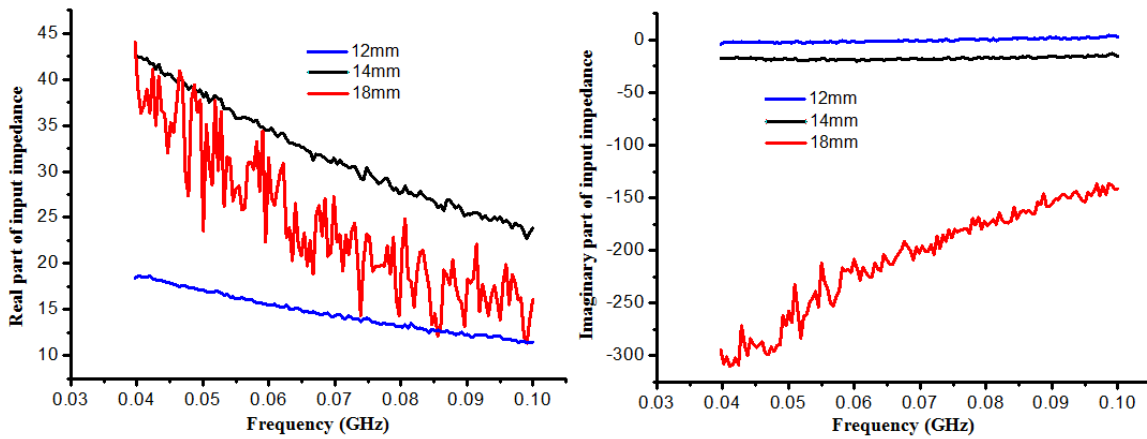 Real part of input impedance
45
40
35
30
25
20
15
10
12mm
14mm
18mm
0.03 0.04 0.05 0.06 0.07 0.08 0.09 0.10
Frequency (GHz)
Imaginary part of input impedance
0
-50
-100
-150
-200
-250
-300
12mm
14mm
18mm
0.03 0.04 0.05 0.06 0.07 0.08 0.09 0.10
Frequency (GHz)